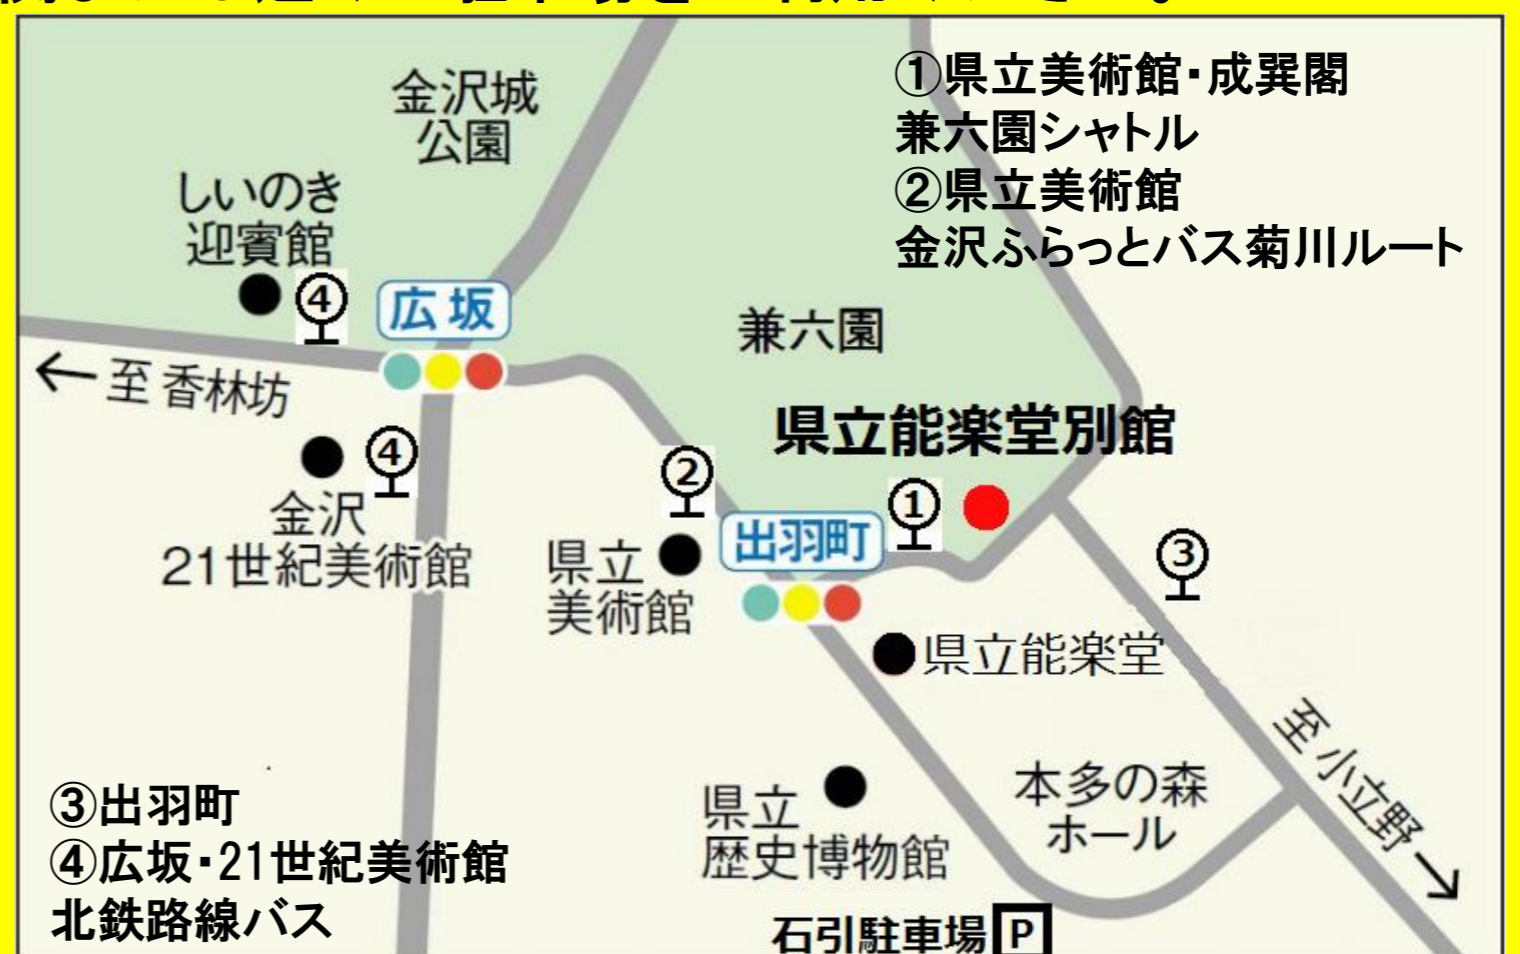 ①県立美術館・成巽閣
兼六園シャトル
②県立美術館
金沢ふらっとバス菊川ルート
金沢城
公園
しいのき
迎賓館
④
広坂
兼六園
← 至 香林坊
県立能楽堂別館
④
②
①
金沢
21世紀美術館
出羽町
③
県立
美術館
県立能楽堂
至 小立野 →
③出羽町
④広坂・21世紀美術館
北鉄路線バス
県立
歴史博物館
本多の森
ホール
石引駐車場 P